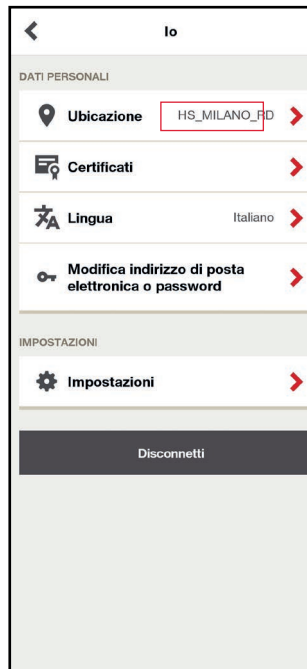 Io
DATI PERSONALI
Ubicazione HS_MILANO_RD
Certificati
Lingua Italiano
Modifica indirizzo di posta
elettronica o password
IMPOSTAZIONI
Impostazioni
Disconnetti